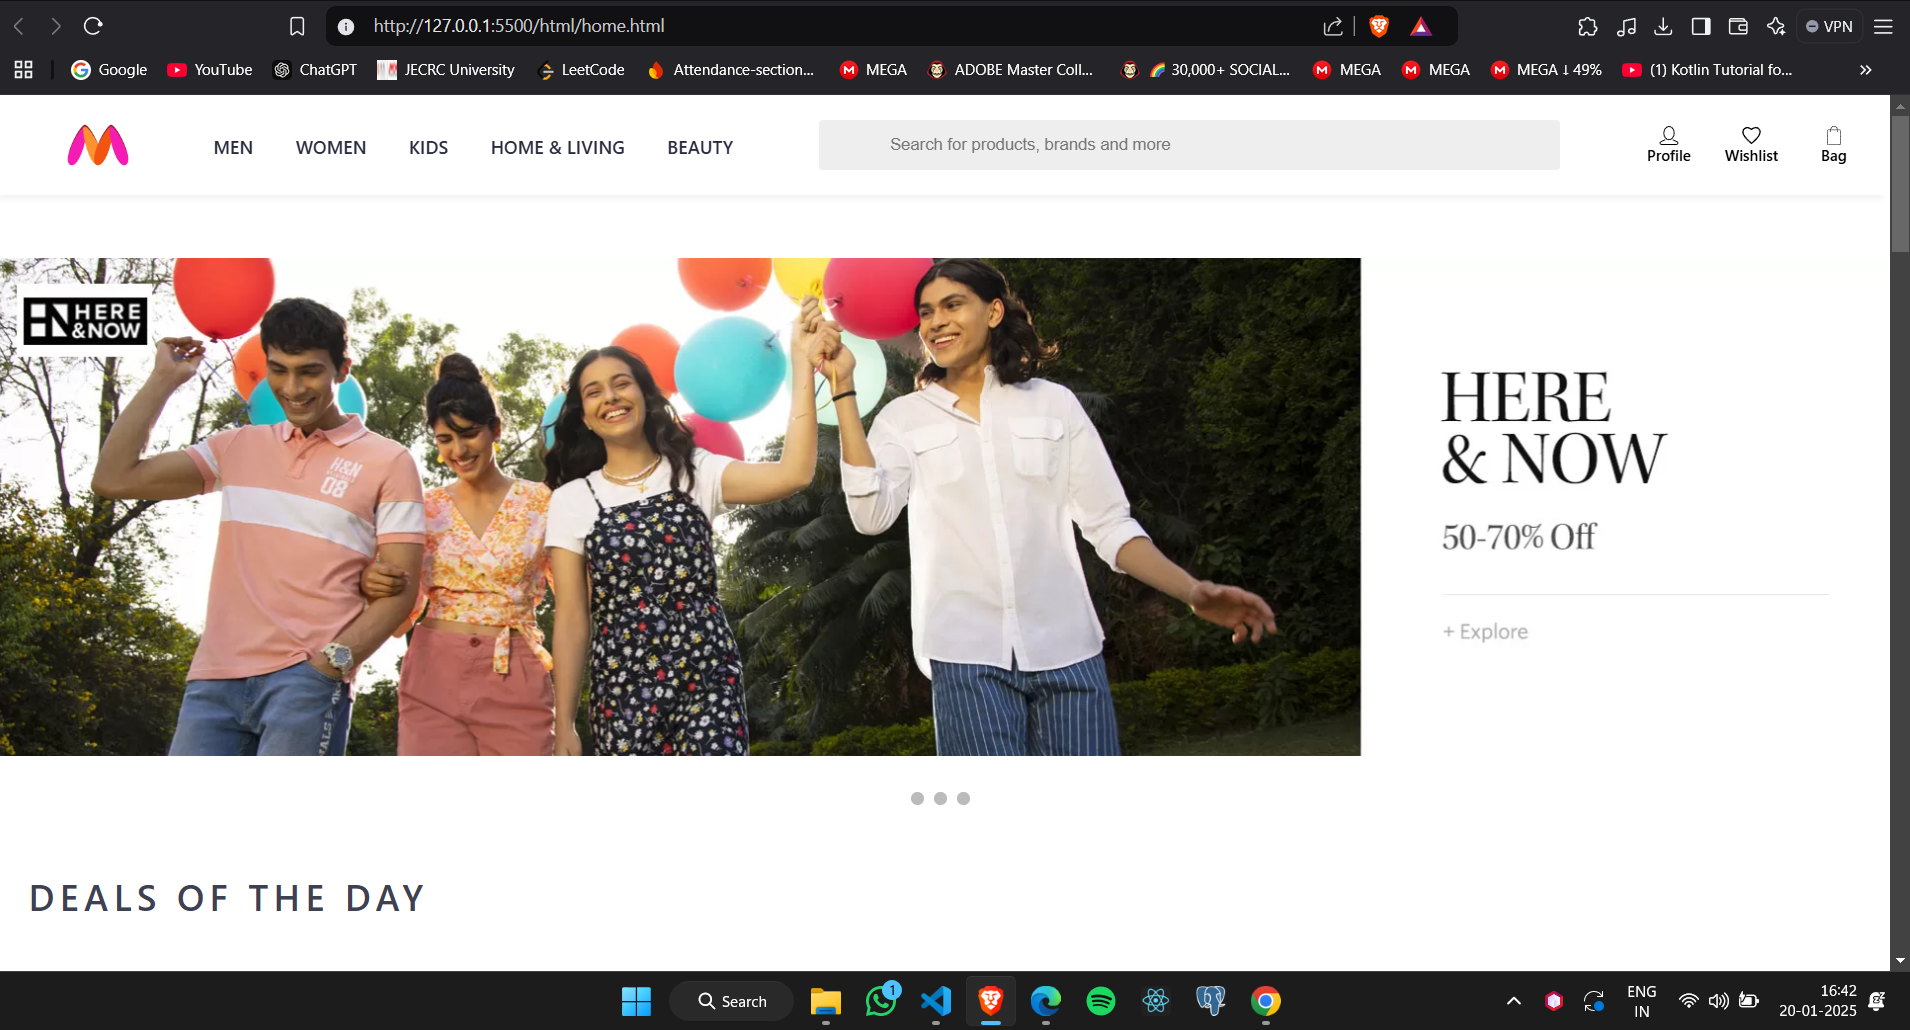 http://127.0.0.1:5500/html/home.html
VPN
Google
YouTube
ChatGPT
JECRC University
LeetCode
Attendance-section...
MEGA
ADOBE Master Coll...
30,000+ SOCIAL...
MEGA
MEGA
MEGA ↓ 49%
(1) Kotlin Tutorial fo...
MEN
WOMEN
KIDS
HOME & LIVING
BEAUTY
Search for products, brands and more
Profile
Wishlist
Bag
HERE
&NOW
H&N
08
HERE
& NOW
50-70% Off
+ Explore
DEALS OF THE DAY
Search
1
ENG
IN
16:42
20-01-2025